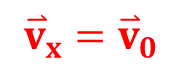 v⃗ₓ = v⃗₀